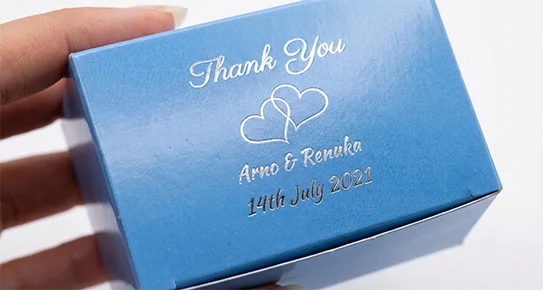 Thank You
Arno & Renuka
14th July 2021